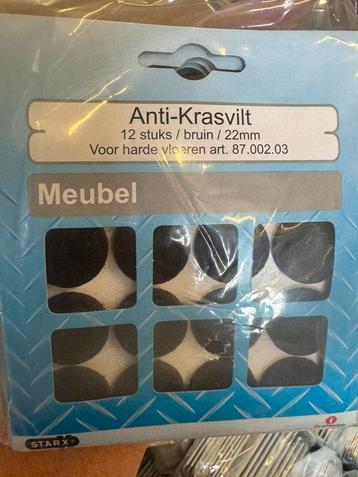 Anti-Krasvilt
12 stuks / bruin / 22mm
Voor harde vloeren art. 87.002.03
Meubel
STARX